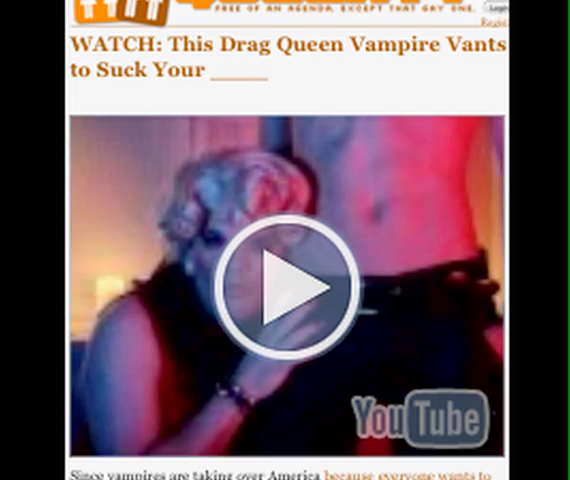 FREE OF AN AGENDA. EXCEPT THAT GAY ONE.
WATCH: This Drag Queen Vampire Vants
to Suck Your ____
YouTube
Since vampires are taking over America because everyone wants to